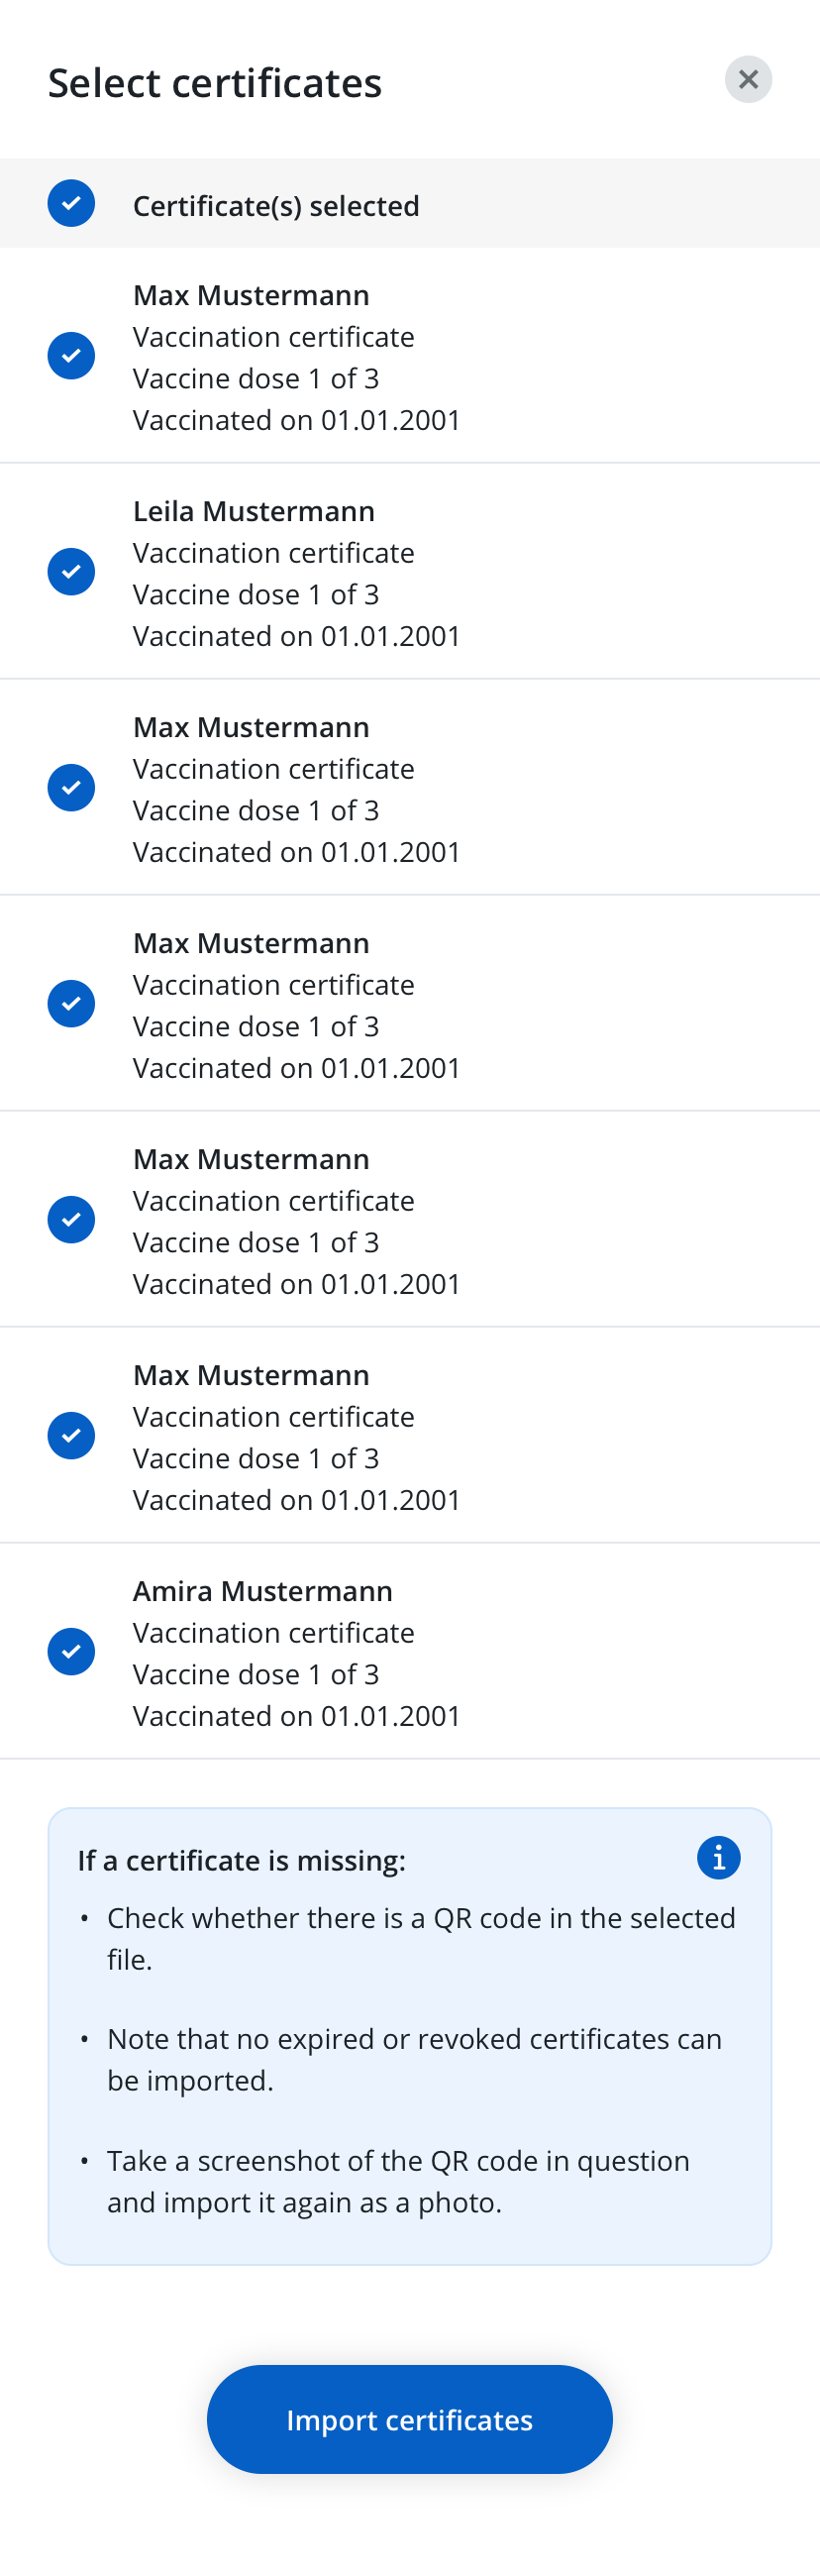 Select certificates
Certificate(s) selected
Max Mustermann
Vaccination certificate
Vaccine dose 1 of 3
Vaccinated on 01.01.2001
Leila Mustermann
Vaccination certificate
Vaccine dose 1 of 3
Vaccinated on 01.01.2001
Max Mustermann
Vaccination certificate
Vaccine dose 1 of 3
Vaccinated on 01.01.2001
Max Mustermann
Vaccination certificate
Vaccine dose 1 of 3
Vaccinated on 01.01.2001
Max Mustermann
Vaccination certificate
Vaccine dose 1 of 3
Vaccinated on 01.01.2001
Max Mustermann
Vaccination certificate
Vaccine dose 1 of 3
Vaccinated on 01.01.2001
Amira Mustermann
Vaccination certificate
Vaccine dose 1 of 3
Vaccinated on 01.01.2001
If a certificate is missing:
• Check whether there is a QR code in the selected
file.
• Note that no expired or revoked certificates can
be imported.
• Take a screenshot of the QR code in question
and import it again as a photo.
Import certificates